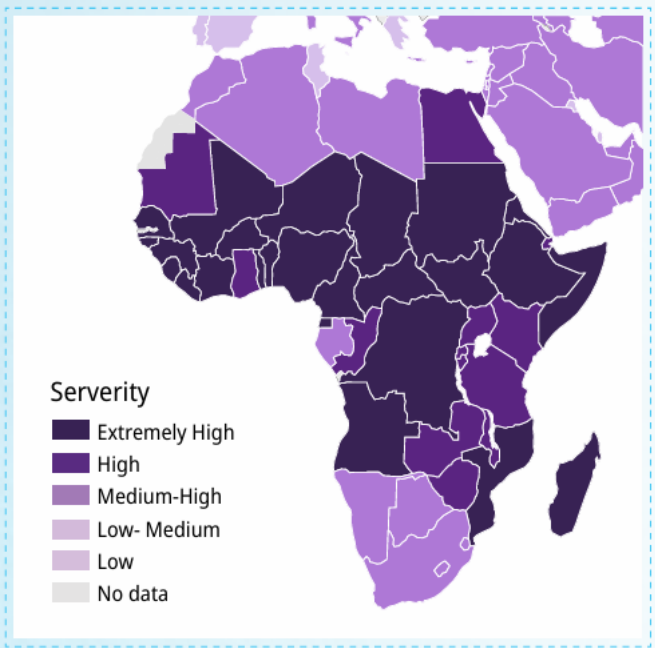 Serverity
Extremely High
High
Medium-High
Low- Medium
Low
No data